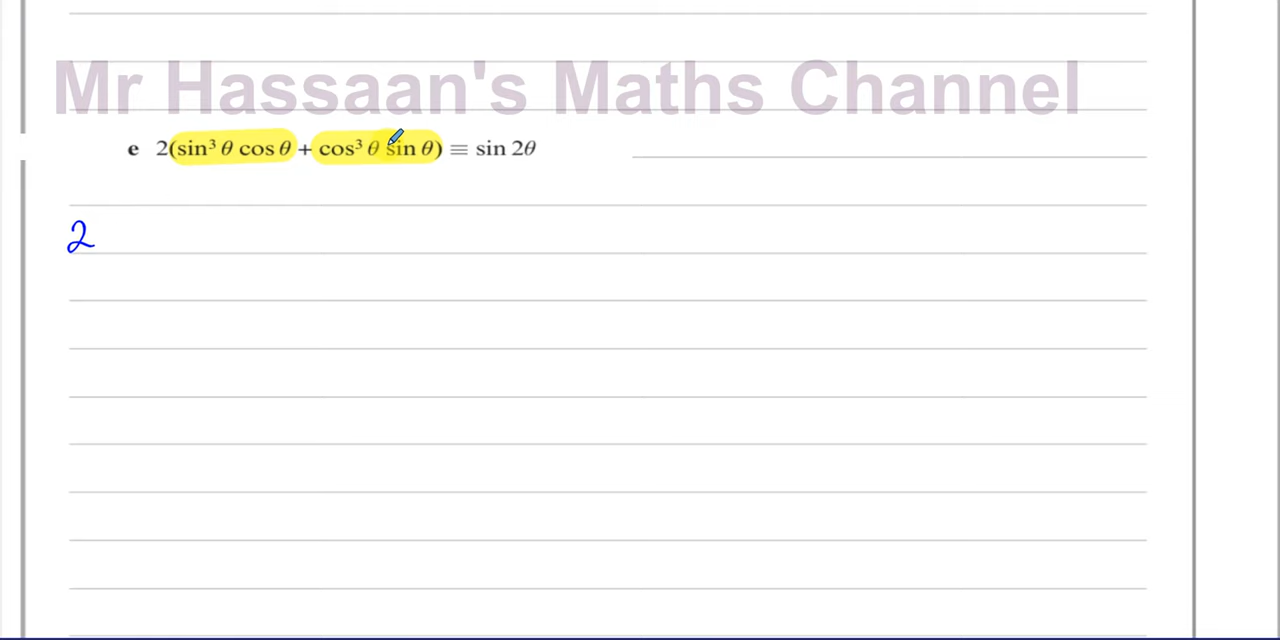 Mr Hassaan's Maths Channel
e 2(sin³ θ cos θ + cos³ θ sin θ) ≡ sin 2θ
2